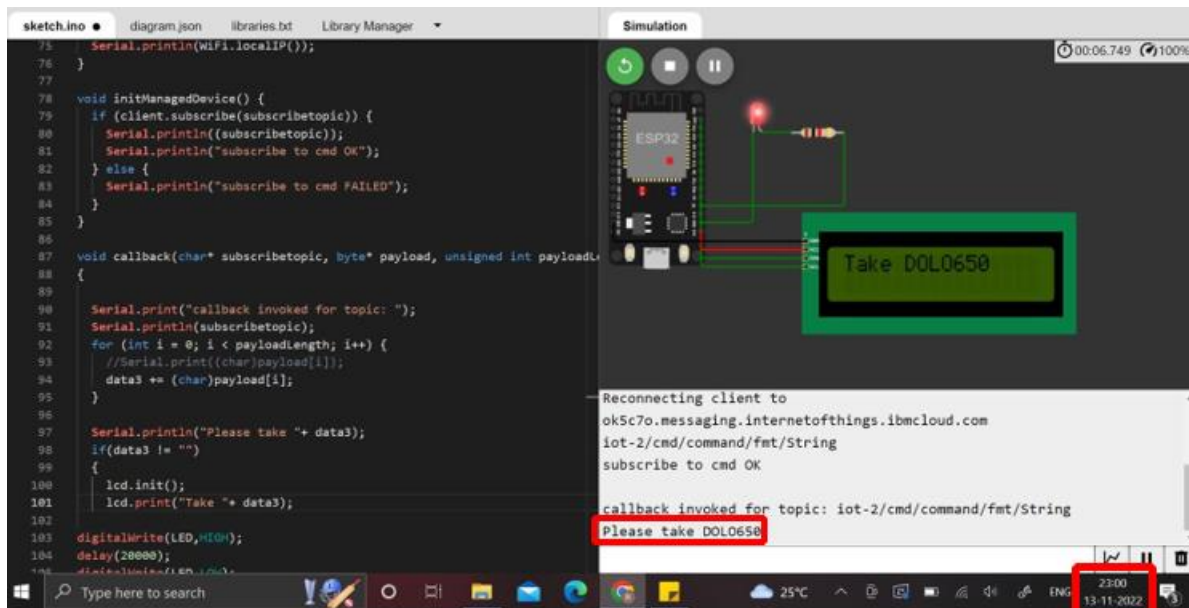 sketch.ino ● diagram.json libraries.txt Library Manager
75 Serial.println(WiFi.localIP());
76 }
77
78 void initManagedDevice() {
79 if (client.subscribe(subscribetopic)) {
80 Serial.println((subscribetopic));
81 Serial.println("subscribe to cmd OK");
82 } else {
83 Serial.println("subscribe to cmd FAILED");
84 }
85 }
86
87 void callback(char* subscribetopic, byte* payload, unsigned int payloadLe
88 {
89
90 Serial.print("callback invoked for topic: ");
91 Serial.println(subscribetopic);
92 for (int i = 0; i < payloadLength; i++) {
93 //Serial.print((char)payload[i]);
94 data3 += (char)payload[i];
95 }
96
97 Serial.println("Please take "+ data3);
98 if(data3 != "")
99 {
100 lcd.init();
101 lcd.print("Take "+ data3);
102
103 digitalWrite(LED,HIGH);
104 delay(20000);
digitalWrite(LED,LOW);
Simulation
00:06.749 100%
ESP32
Take DOLO650
Reconnecting client to
ok5c7o.messaging.internetofthings.ibmcloud.com
iot-2/cmd/command/fmt/String
subscribe to cmd OK
callback invoked for topic: iot-2/cmd/command/fmt/String
Please take DOLO650
Type here to search
25°C
ENG
23:00
13-11-2022
3